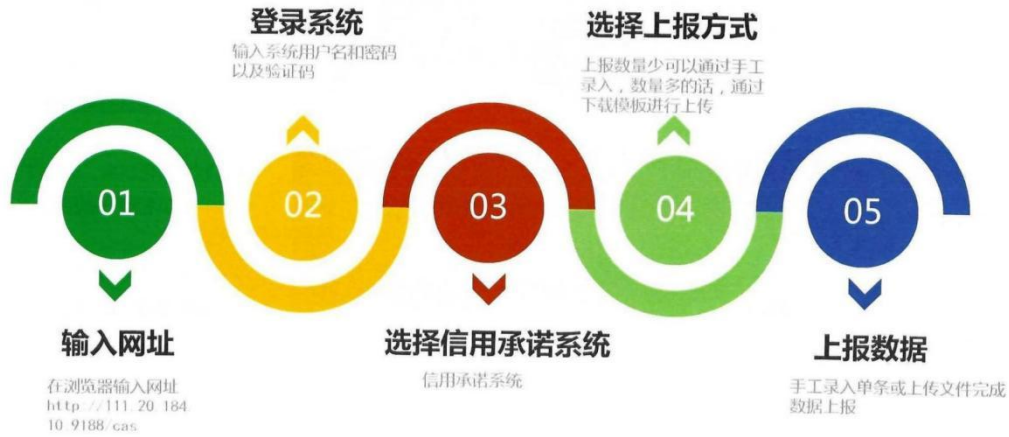 登录系统
输入系统用户名和密码
以及验证码
选择上报方式
上报数量少可以通过手工
录入，数量多的话，通过
下载模板进行上传
01
02
03
04
05
输入网址
在浏览器输入网址
http://111.20.184
10.9188/cas
选择信用承诺系统
信用承诺系统
上报数据
手工录入单条或上传文件完成
数据上报